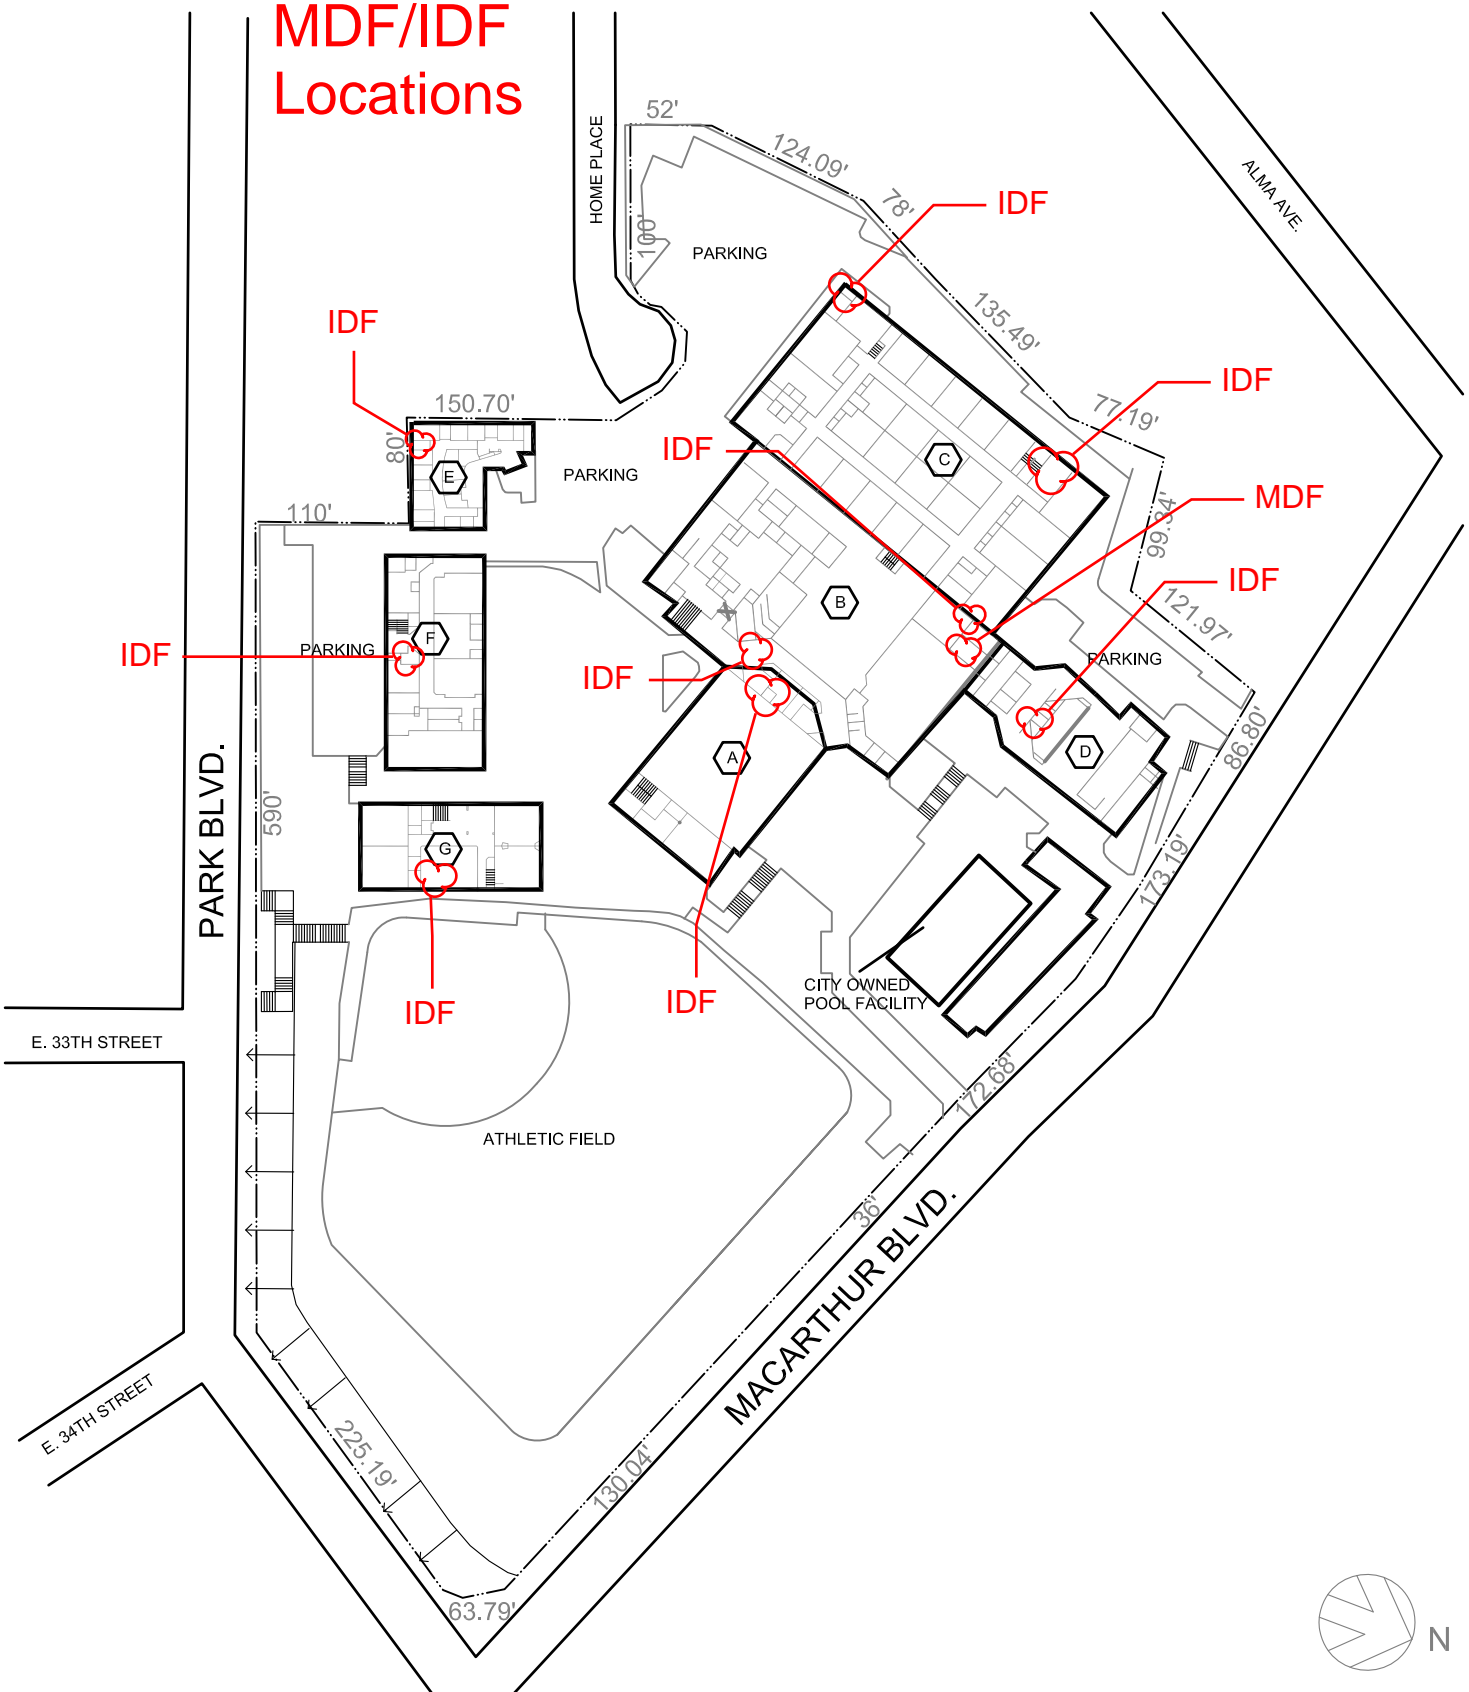 MDF/IDF
Locations
HOME PLACE
52'
124.09'
78'
IDF
ALMA AVE.
100'
PARKING
135.49'
IDF
IDF
77.19'
150.70'
80'
IDF
E
PARKING
C
MDF
110'
99.34'
IDF
B
121.97'
F
IDF
PARKING
PARKING
IDF
A
D
86.80'
PARK BLVD.
590'
G
173.19'
CITY OWNED
POOL FACILITY
IDF
IDF
E. 33TH STREET
172.68'
ATHLETIC FIELD
36'
MACARTHUR BLVD.
E. 34TH STREET
225.19'
130.04'
63.79'
N